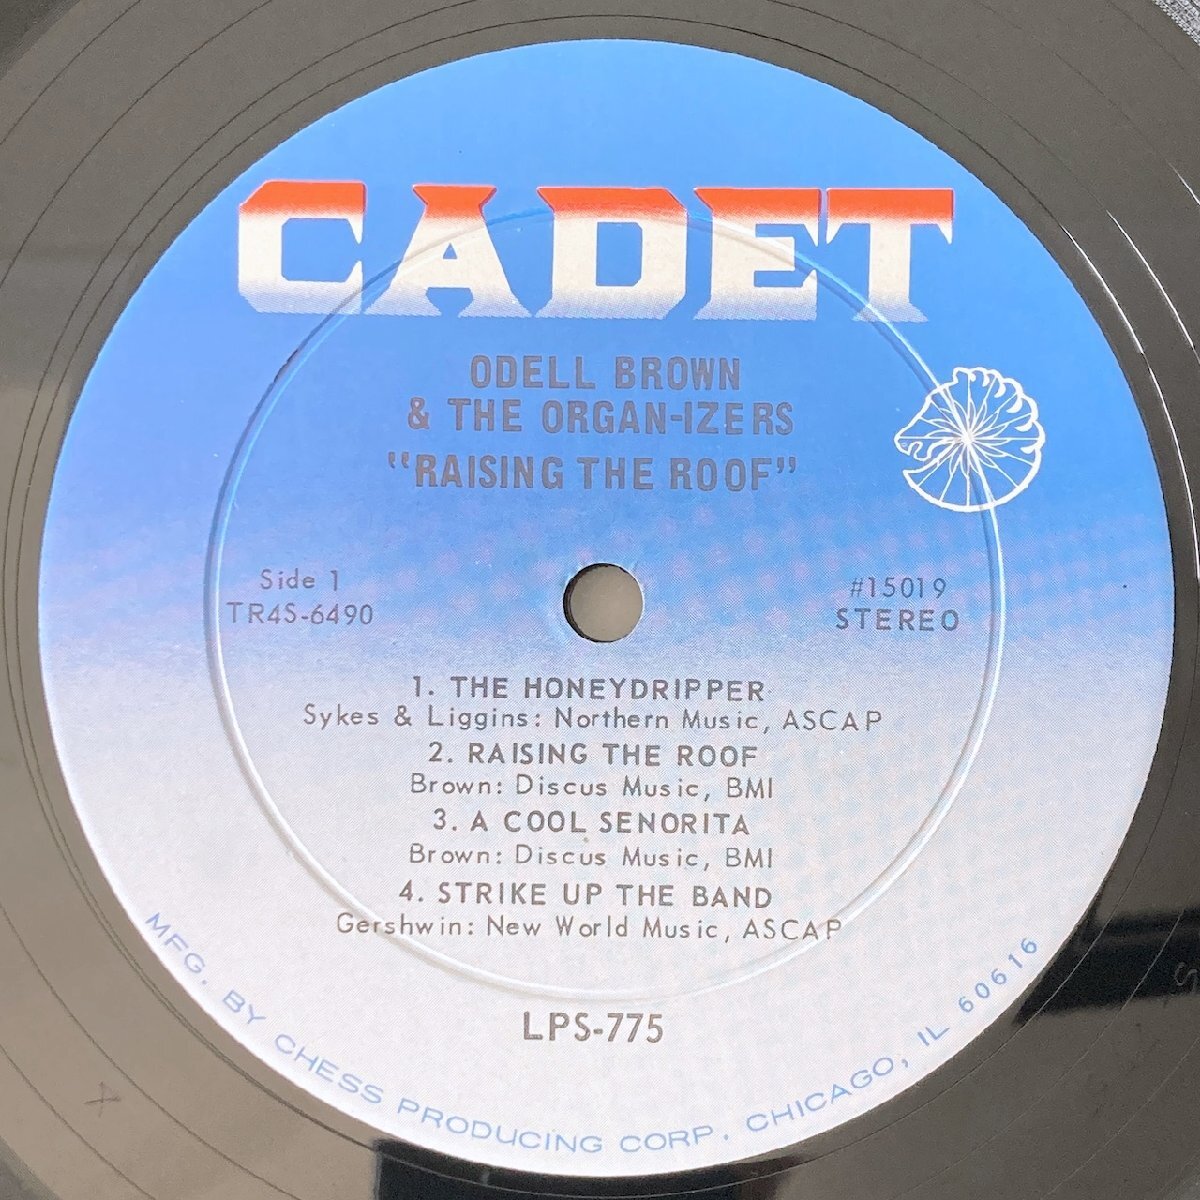 CADET
ODELL BROWN
& THE ORGAN-IZERS
"RAISING THE ROOF"
Side 1
TR4S-6490
#15019
STEREO
1. THE HONEYDRIPPER
Sykes & Liggins: Northern Music, ASCAP
2. RAISING THE ROOF
Brown: Discus Music, BMI
3. A COOL SENORITA
Brown: Discus Music, BMI
4. STRIKE UP THE BAND
Gershwin: New World Music, ASCAP
LPS-775
MFG. BY CHESS PRODUCING CORP. CHICAGO, IL 60616